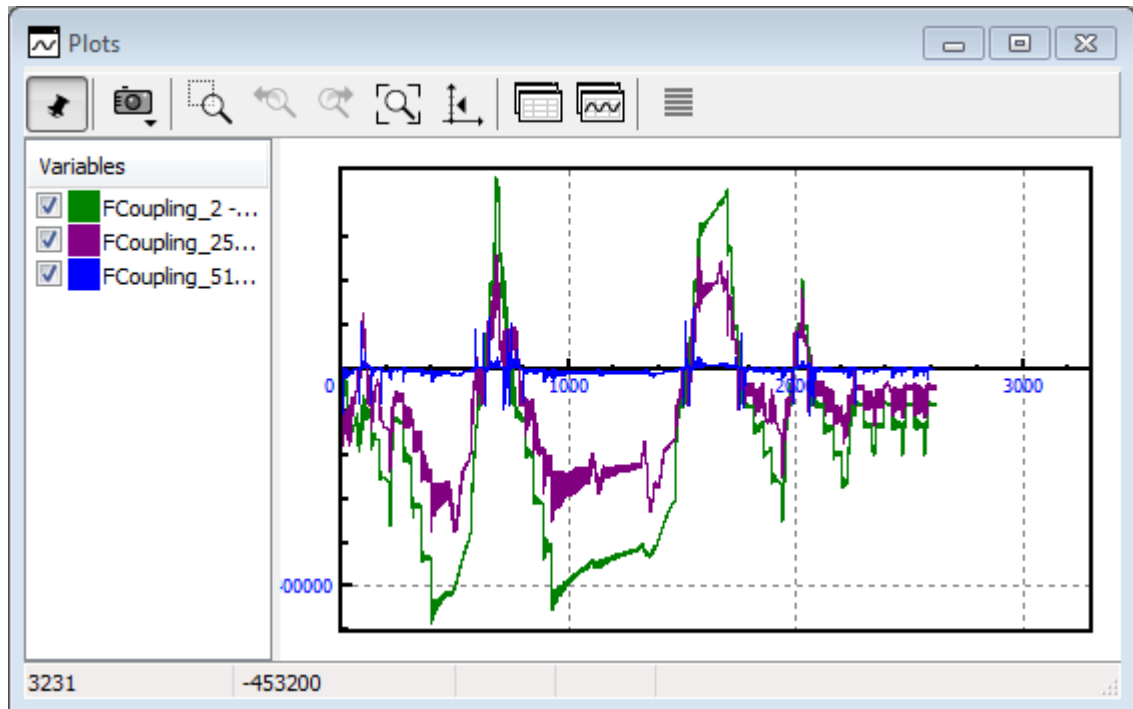 Plots
Variables
FCoupling_2 -...
FCoupling_25...
FCoupling_51...
0 1000 2000 3000
00000
3231 -453200